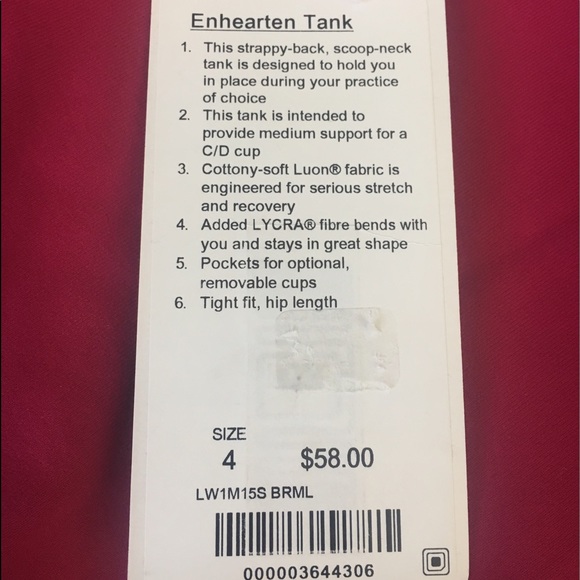 Enhearten Tank
1. This strappy-back, scoop-neck
tank is designed to hold you
in place during your practice
of choice
2. This tank is intended to
provide medium support for a
C/D cup
3. Cottony-soft Luon® fabric is
engineered for serious stretch
and recovery
4. Added LYCRA® fibre bends with
you and stays in great shape
5. Pockets for optional,
removable cups
6. Tight fit, hip length
SIZE
4 $58.00
LW1M15S BRML
000003644306